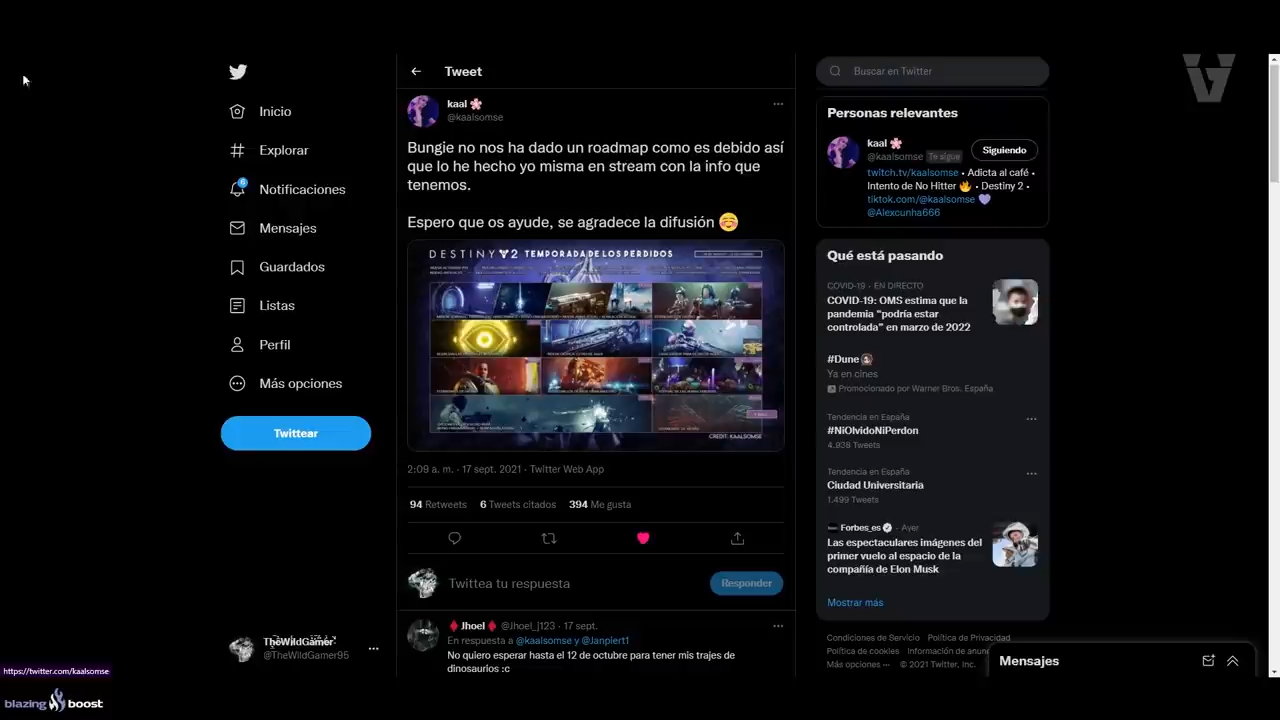 Tweet
Buscar en Twitter
Inicio
Explorar
6
Notificaciones
Mensajes
Guardados
Listas
Perfil
Más opciones
Twittear
TheWildGamer
@TheWildGamer95
kaal
@kaalsomse
Bungie no nos ha dado un roadmap como es debido así
que lo he hecho yo misma en stream con la info que
tenemos.
Espero que os ayude, se agradece la difusión
DESTINY 2 TEMPORADA DE LOS PERDIDOS
CREDIT: KAALSOMSE
2:09 a. m. · 17 sept. 2021 · Twitter Web App
94 Retweets 6 Tweets citados 394 Me gusta
Twittea tu respuesta
Responder
Jhoel @Jhoel_j123 · 17 sept.
En respuesta a @kaalsomse y @Janpiert1
No quiero esperar hasta el 12 de octubre para tener mis trajes de
dinosaurios :c
Personas relevantes
kaal
@kaalsomse Te sigue
Siguiendo
twitch.tv/kaalsomse • Adicta al café •
Intento de No Hitter • Destiny 2 •
tiktok.com/@kaalsomse
@Alexcunha666
Qué está pasando
COVID-19 · EN DIRECTO
COVID-19: OMS estima que la
pandemia “podría estar
controlada” en marzo de 2022
#Dune
Ya en cines
Promocionado por Warner Bros. España
Tendencia en España
#NiOlvidoNiPerdon
4.938 Tweets
Tendencia en España
Ciudad Universitaria
1.499 Tweets
Forbes_es · Ayer
Las espectaculares imágenes del
primer vuelo al espacio de la
compañía de Elon Musk
Mostrar más
Condiciones de Servicio Política de Privacidad
Política de cookies
Más opciones ··· © 2021 Twitter, Inc.
Mensajes
https://twitter.com/kaalsomse
blazing boost